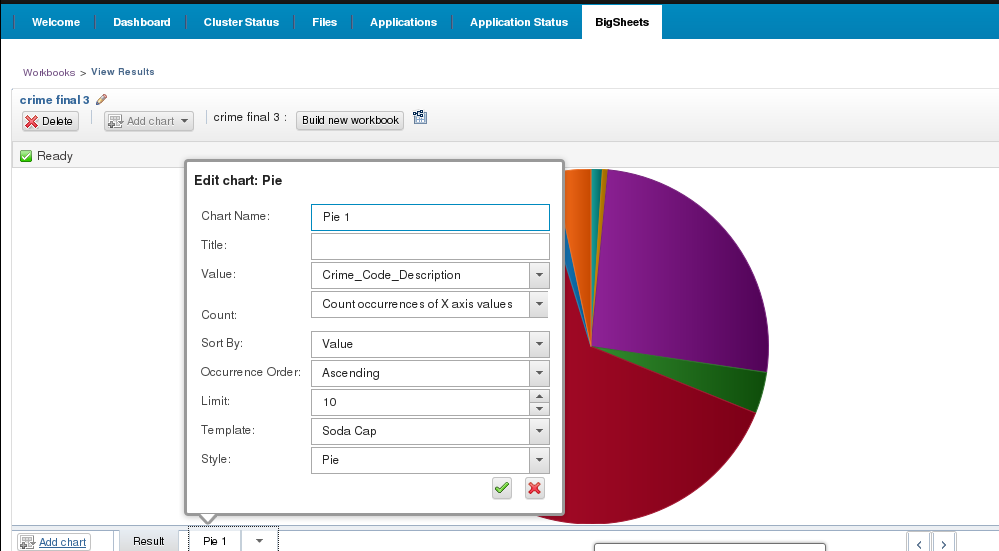 Welcome Dashboard Cluster Status Files Applications Application Status BigSheets
Workbooks > View Results
crime final 3
Delete Add chart crime final 3 : Build new workbook
Ready
Edit chart: Pie
Chart Name: Pie 1
Title:
Value: Crime_Code_Description
Count occurrences of X axis values
Count:
Sort By: Value
Occurrence Order: Ascending
Limit: 10
Template: Soda Cap
Style: Pie
Add chart Result Pie 1